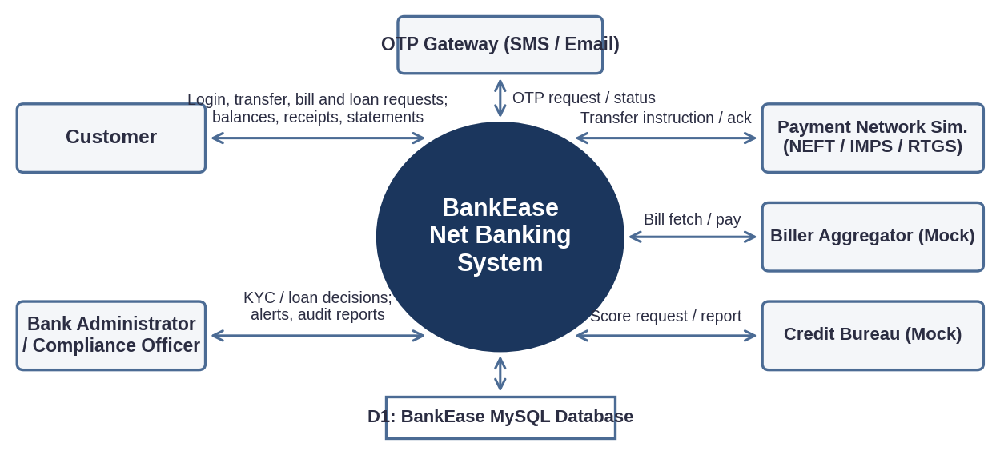 OTP Gateway (SMS / Email)
Login, transfer, bill and loan requests;
balances, receipts, statements
OTP request / status
Transfer instruction / ack
Customer
Payment Network Sim.
(NEFT / IMPS / RTGS)
BankEase
Net Banking
System
Bill fetch / pay
Biller Aggregator (Mock)
KYC / loan decisions;
alerts, audit reports
Score request / report
Bank Administrator
/ Compliance Officer
Credit Bureau (Mock)
D1: BankEase MySQL Database